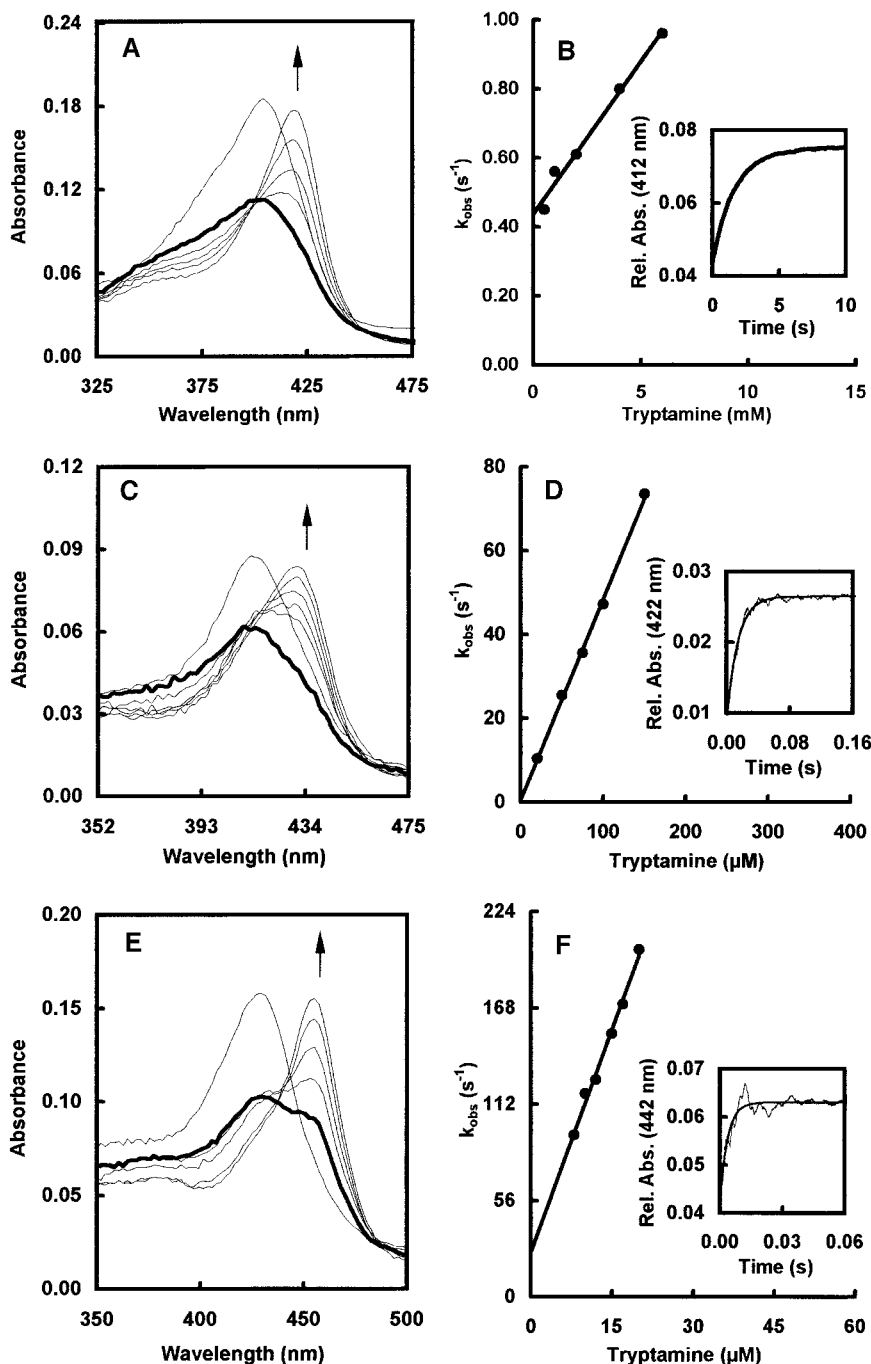 A
Absorbance
0.24
0.18
0.12
0.06
0.00
325 375 425 475
Wavelength (nm)
B
k_obs (s⁻¹)
1.00
0.80
0.60
0.40
0.20
0.00
0 5 10 15
Tryptamine (mM)
Rel. Abs. (412 nm)
0.08
0.06
0.04
0 5 10
Time (s)
C
Absorbance
0.12
0.09
0.06
0.03
0.00
352 393 434 475
Wavelength (nm)
D
k_obs (s⁻¹)
80
60
40
20
0
0 100 200 300 400
Tryptamine (µM)
Rel. Abs. (422 nm)
0.03
0.02
0.01
0.00 0.08 0.16
Time (s)
E
Absorbance
0.20
0.15
0.10
0.05
0.00
350 400 450 500
Wavelength (nm)
F
k_obs (s⁻¹)
224
168
112
56
0
0 15 30 45 60
Tryptamine (µM)
Rel. Abs. (442 nm)
0.07
0.06
0.05
0.04
0.00 0.03 0.06
Time (s)